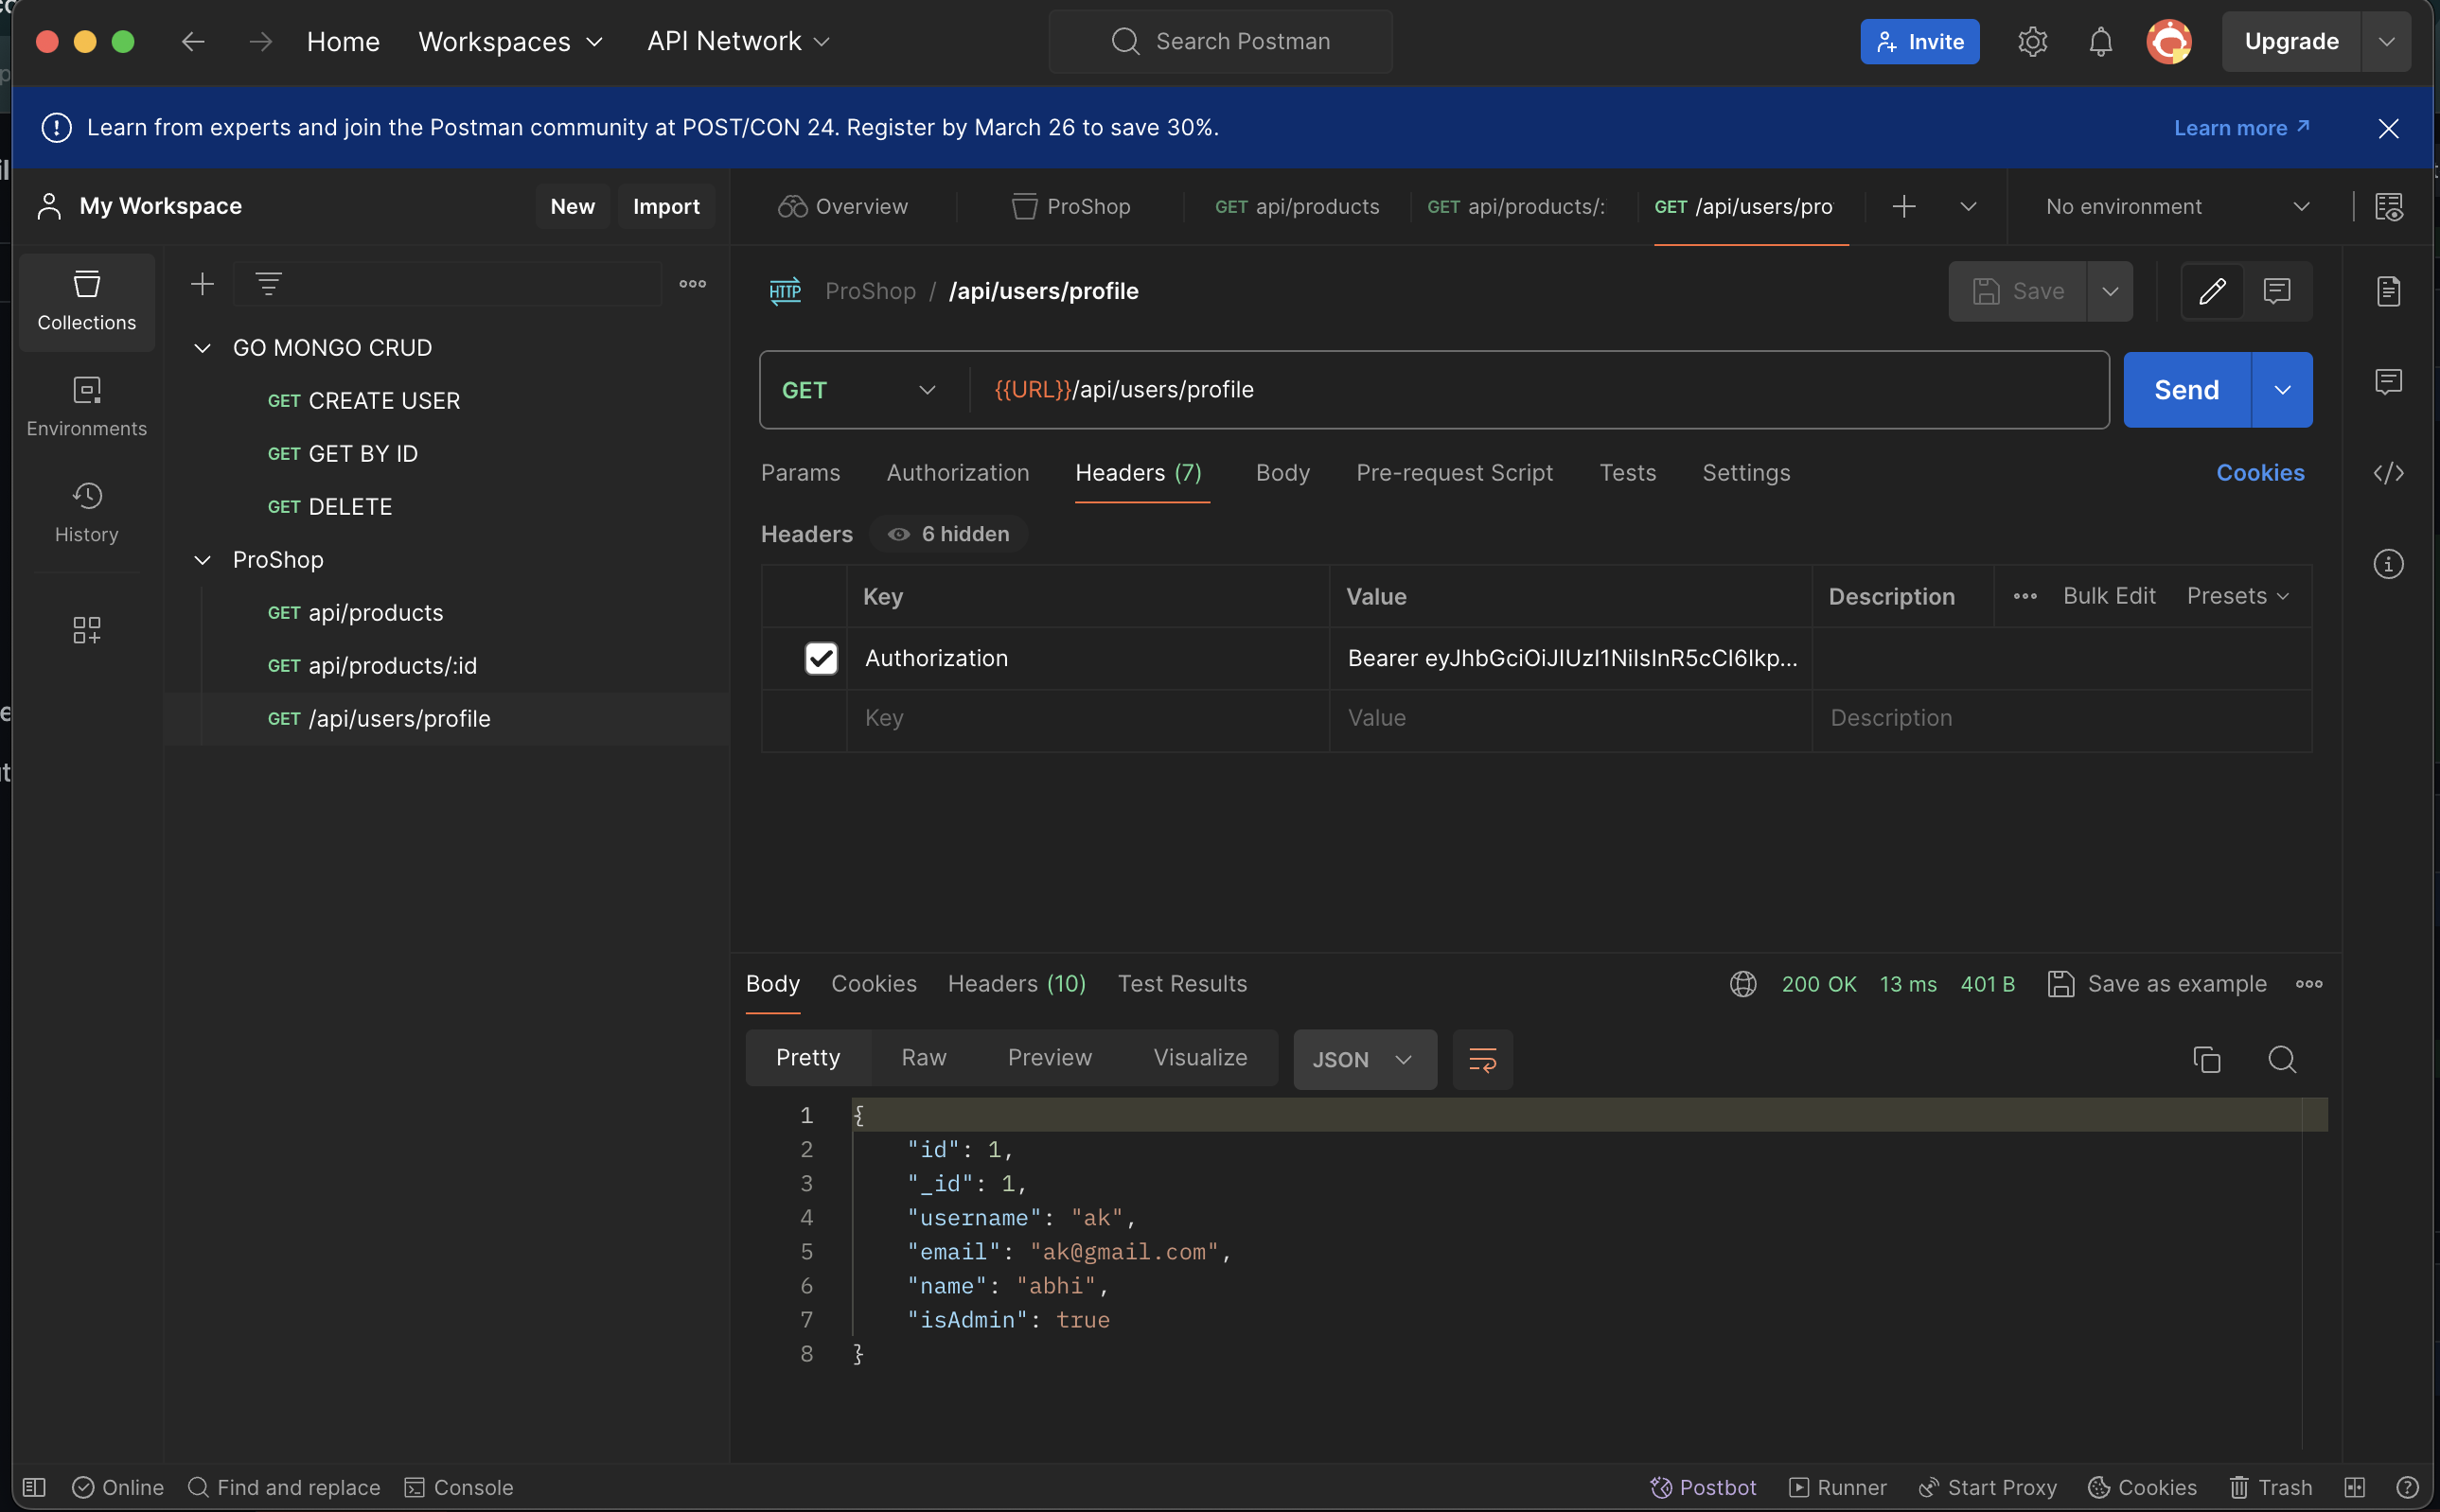 Home Workspaces API Network Search Postman Invite Upgrade
Learn from experts and join the Postman community at POST/CON 24. Register by March 26 to save 30%. Learn more ↗
My Workspace New Import Overview ProShop GET api/products GET api/products/: GET /api/users/pro No environment
Collections
Environments
History
GO MONGO CRUD
GET CREATE USER
GET GET BY ID
GET DELETE
ProShop
GET api/products
GET api/products/:id
GET /api/users/profile
HTTP ProShop / /api/users/profile Save
GET {{URL}}/api/users/profile Send
Params Authorization Headers (7) Body Pre-request Script Tests Settings Cookies
Headers 6 hidden
Key Value Description Bulk Edit Presets
Authorization Bearer eyJhbGciOiJIUzI1NiIsInR5cCI6Ikp...
Key Value Description
Body Cookies Headers (10) Test Results 200 OK 13 ms 401 B Save as example
Pretty Raw Preview Visualize JSON
1 {
2 "id": 1,
3 "_id": 1,
4 "username": "ak",
5 "email": "ak@gmail.com",
6 "name": "abhi",
7 "isAdmin": true
8 }
Online Find and replace Console Postbot Runner Start Proxy Cookies Trash